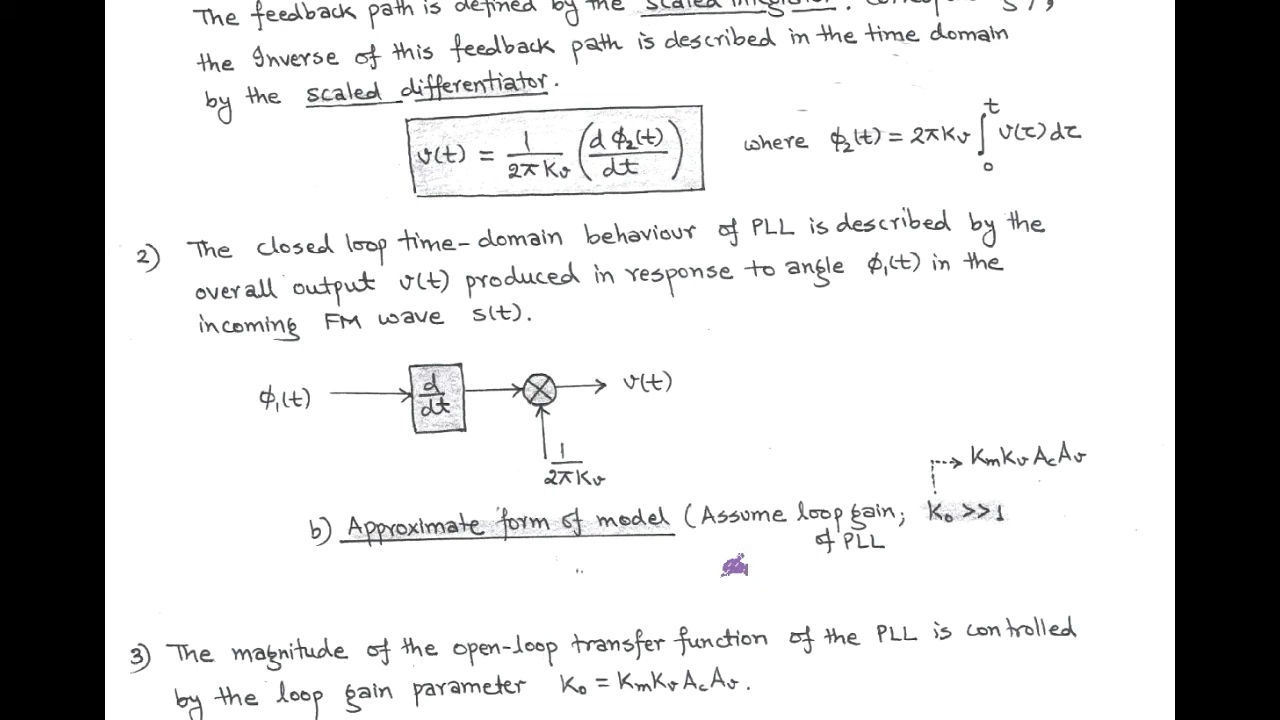 The feedback path is defined by the scaled integrator.
the Inverse of this feedback path is described in the time domain
by the scaled differentiator.
v(t) = 1/(2πKv) (dϕ2(t)/dt) where ϕ2(t) = 2πKv ∫₀ᵗ v(τ)dτ
2) The closed loop time-domain behaviour of PLL is described by the
overall output v(t) produced in response to angle ϕ1(t) in the
incoming FM wave s(t).
ϕ1(t) d/dt v(t)
1/(2πKv)
KmKvAcAv
b) Approximate form of model (Assume loop gain; K0 >>1
of PLL
3) The magnitude of the open-loop transfer function of the PLL is controlled
by the loop gain parameter K0 = KmKvAcAv.